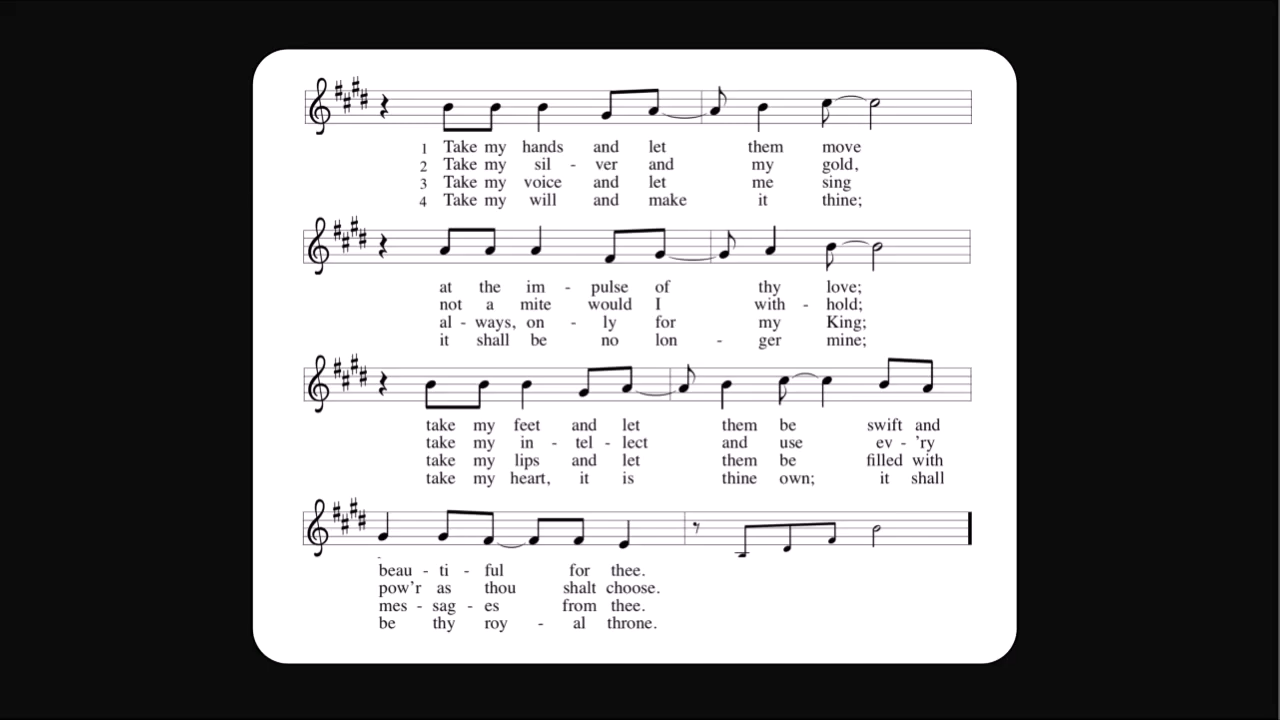 1 Take my hands and let them move
2 Take my sil - ver and my gold,
3 Take my voice and let me sing
4 Take my will and make it thine;
at the im - pulse of thy love;
not a mite would I with - hold;
al - ways, on - ly for my King;
it shall be no lon - ger mine;
take my feet and let them be swift and
take my in - tel - lect and use ev - 'ry
take my lips and let them be filled with
take my heart, it is thine own; it shall
beau - ti - ful for thee.
pow'r as thou shalt choose.
mes - sag - es from thee.
be thy roy - al throne.